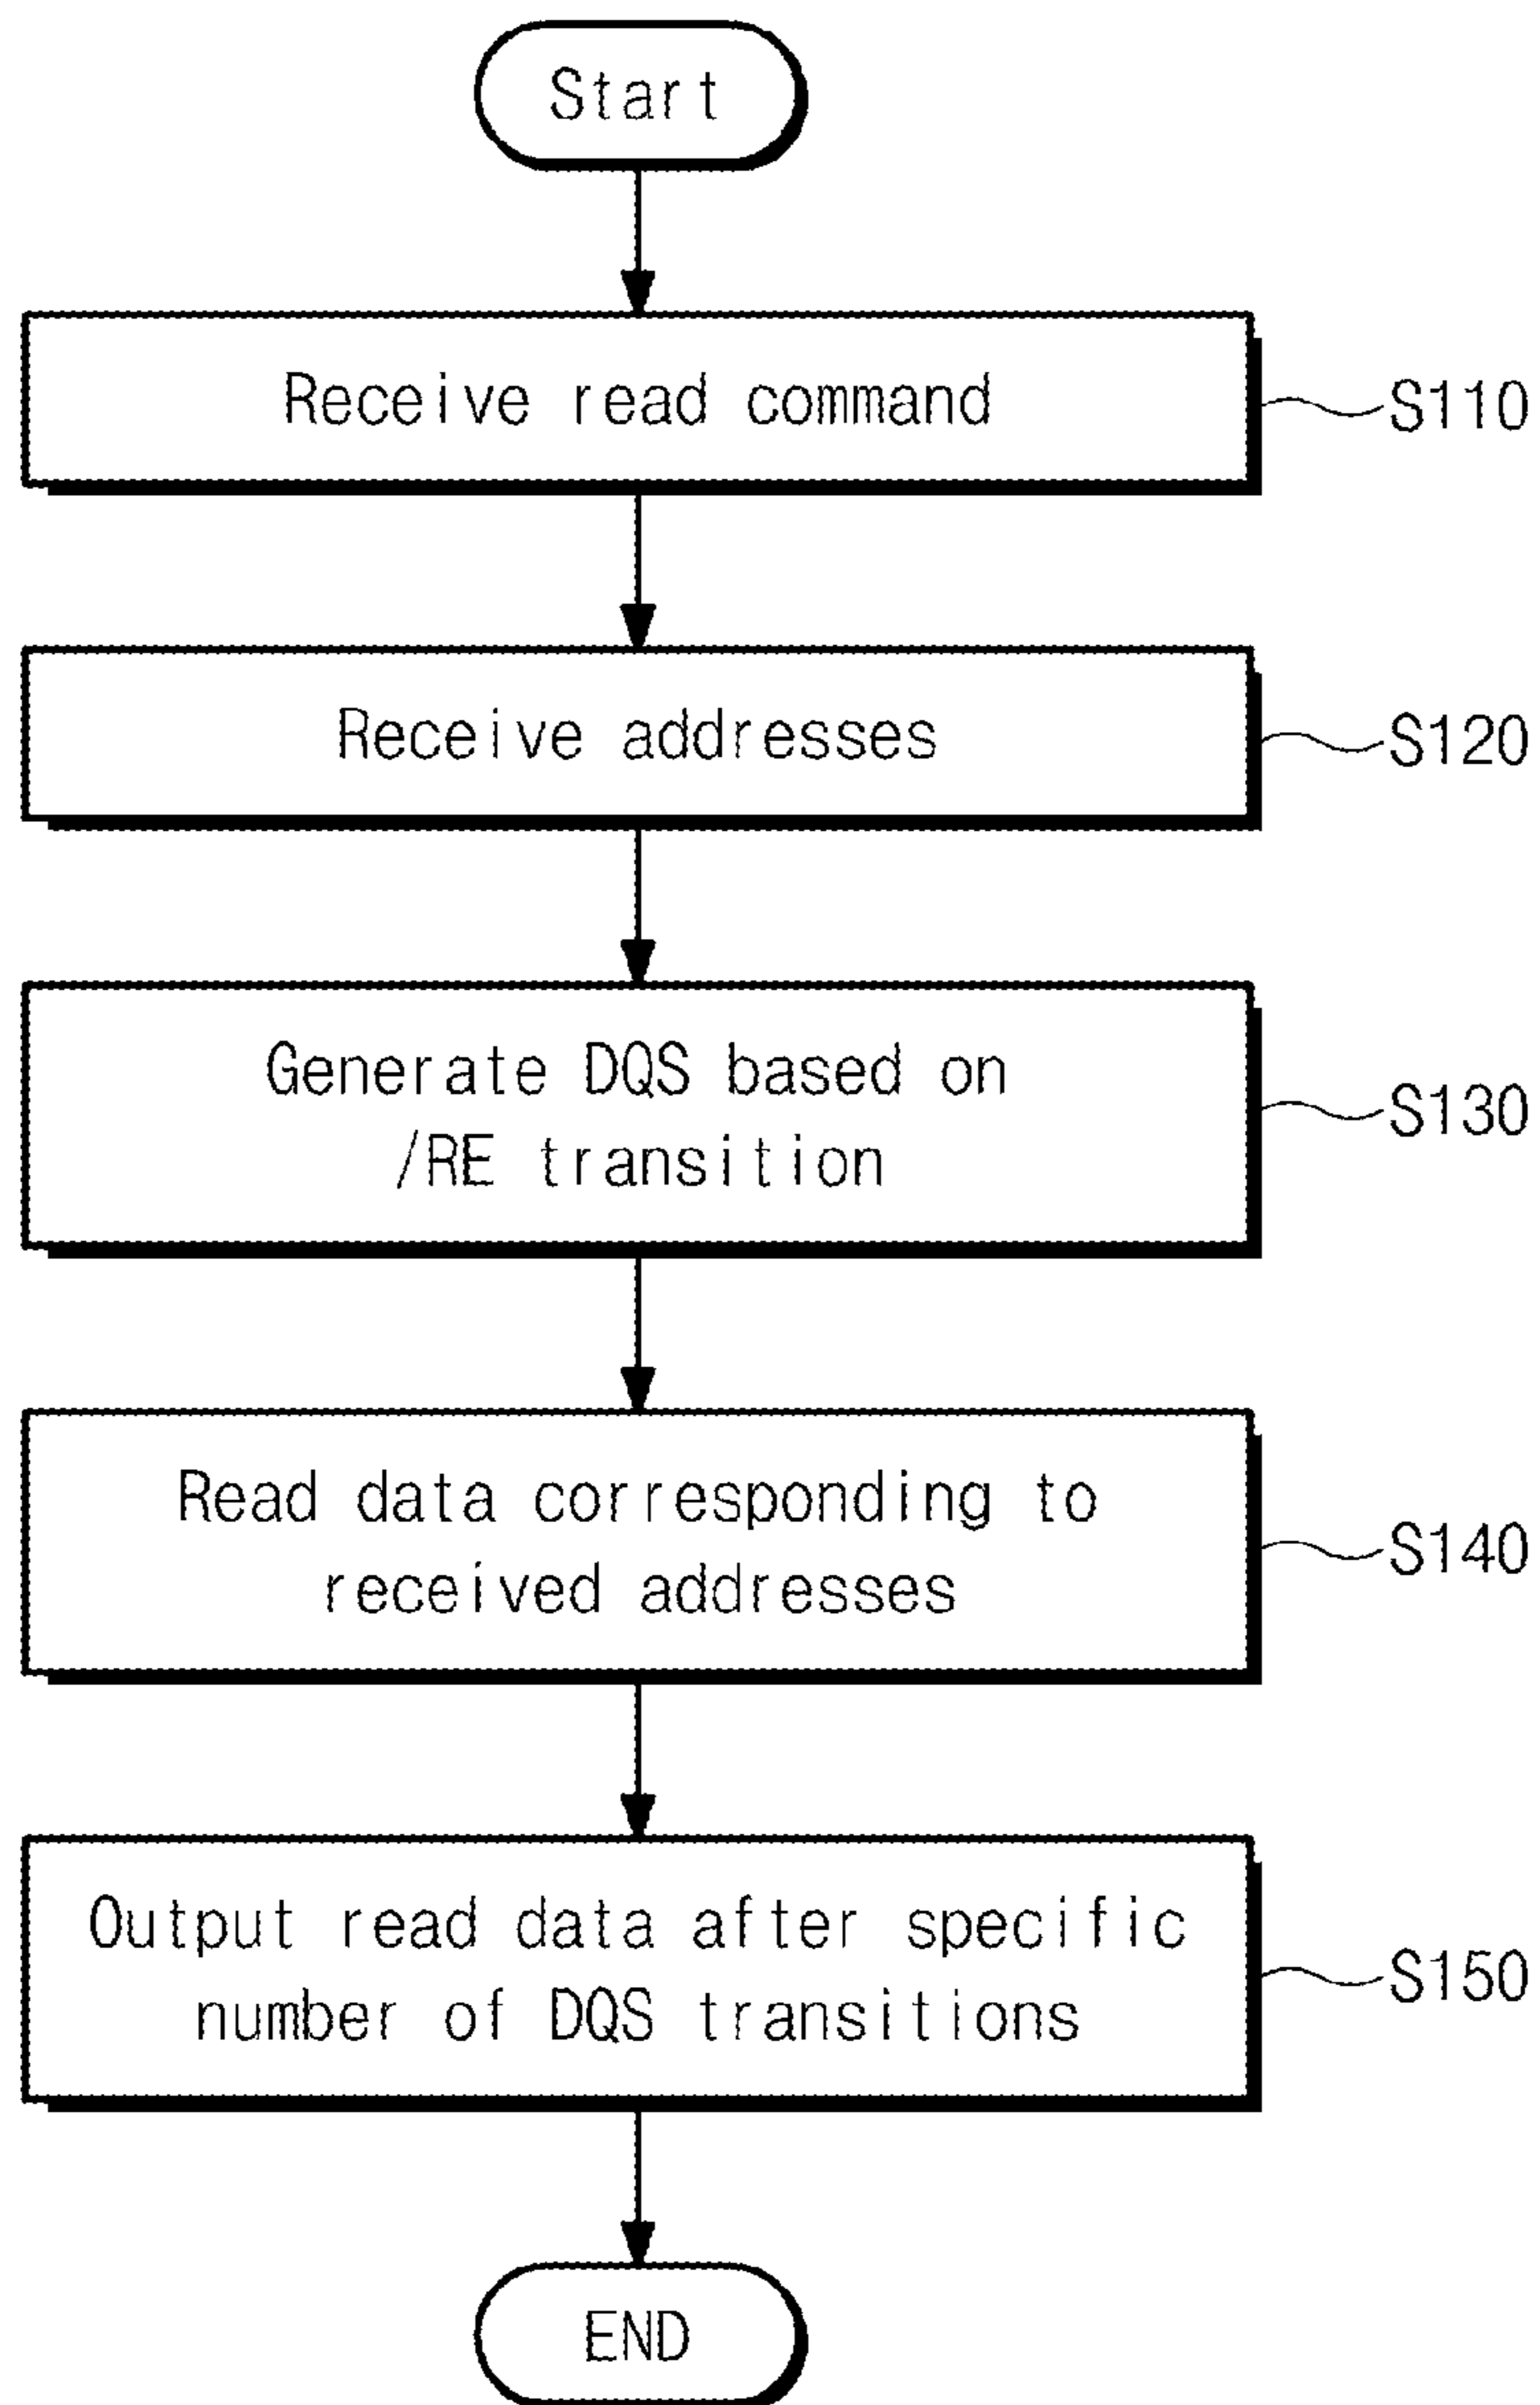 Start
Receive read command
S110
Receive addresses
S120
Generate DQS based on
/RE transition
S130
Read data corresponding to
received addresses
S140
Output read data after specific
number of DQS transitions
S150
END